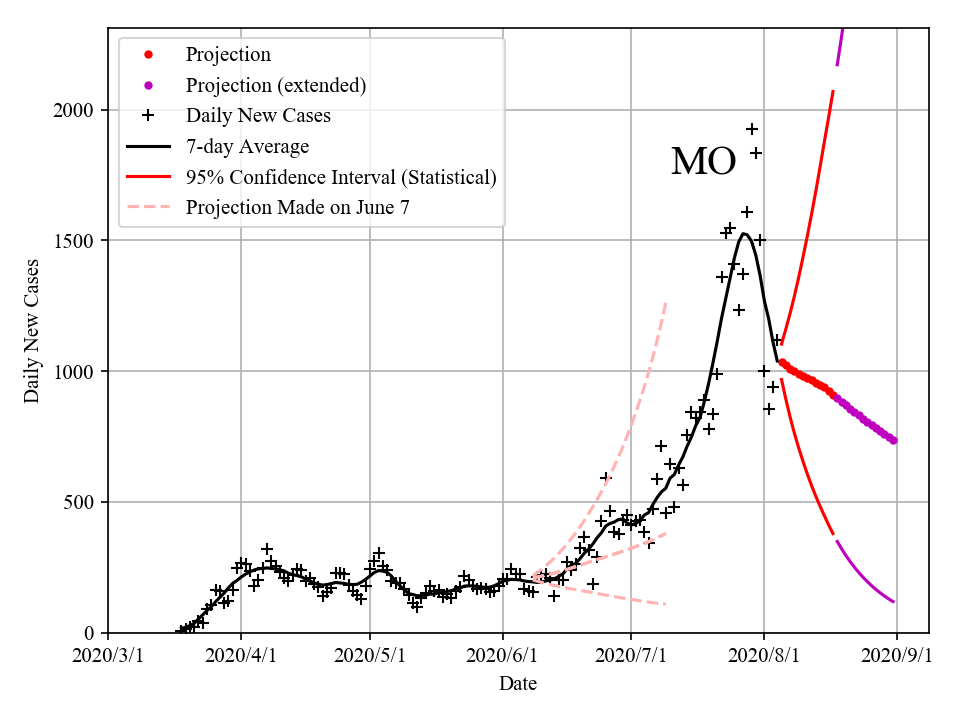 Projection
Projection (extended)
Daily New Cases
7-day Average
95% Confidence Interval (Statistical)
Projection Made on June 7
MO
2000
1500
1000
500
0
Daily New Cases
2020/3/1 2020/4/1 2020/5/1 2020/6/1 2020/7/1 2020/8/1 2020/9/1
Date